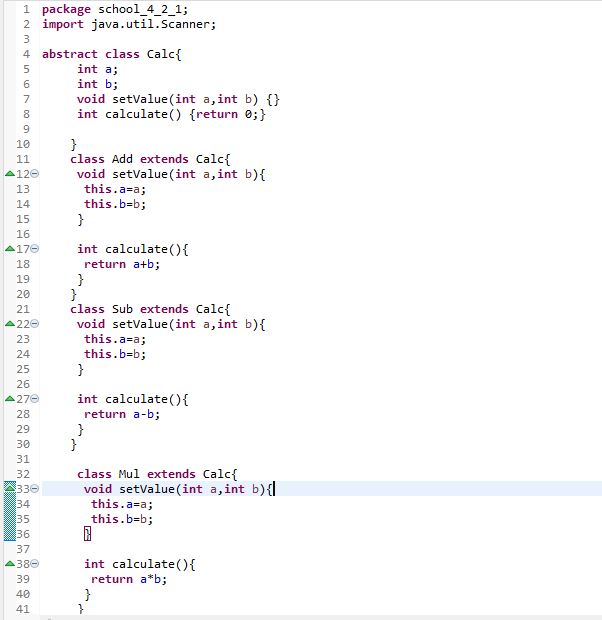 1 package school_4_2_1;
2 import java.util.Scanner;
3
4 abstract class Calc{
5 int a;
6 int b;
7 void setValue(int a,int b) {}
8 int calculate() {return 0;}
9
10 }
11 class Add extends Calc{
12 void setValue(int a,int b){
13 this.a=a;
14 this.b=b;
15 }
16
17 int calculate(){
18 return a+b;
19 }
20 }
21 class Sub extends Calc{
22 void setValue(int a,int b){
23 this.a=a;
24 this.b=b;
25 }
26
27 int calculate(){
28 return a-b;
29 }
30 }
31
32 class Mul extends Calc{
33 void setValue(int a,int b){
34 this.a=a;
35 this.b=b;
36 }
37
38 int calculate(){
39 return a*b;
40 }
41 }